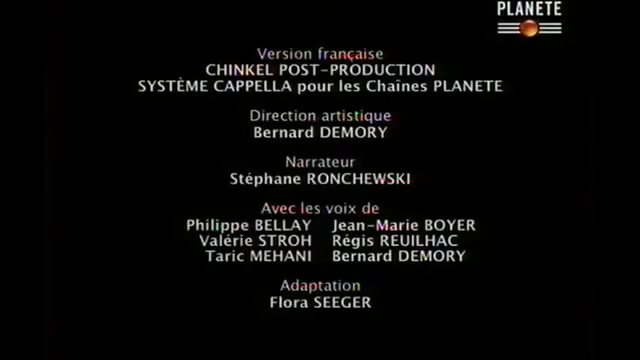 PLANETE
Version française
CHINKEL POST-PRODUCTION
SYSTÈME CAPPELLA pour les Chaînes PLANETE
Direction artistique
Bernard DEMORY
Narrateur
Stéphane RONCHEWSKI
Avec les voix de
Philippe BELLAY Jean-Marie BOYER
Valérie STROH Régis REUILHAC
Taric MEHANI Bernard DEMORY
Adaptation
Flora SEEGER